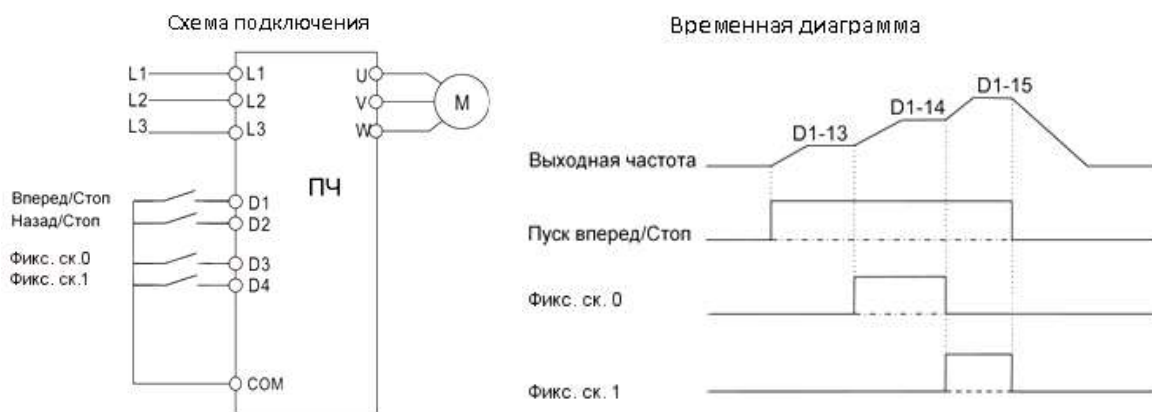 Схема подключения
L1
L1
L2
L2
L3
L3
U
V
W
M
ПЧ
Вперед/Стоп
D1
Назад/Стоп
D2
Фикс. ск.0
D3
Фикс. ск.1
D4
COM
Временная диаграмма
D1-15
D1-14
D1-13
Выходная частота
Пуск вперед/Стоп
Фикс. ск. 0
Фикс. ск. 1